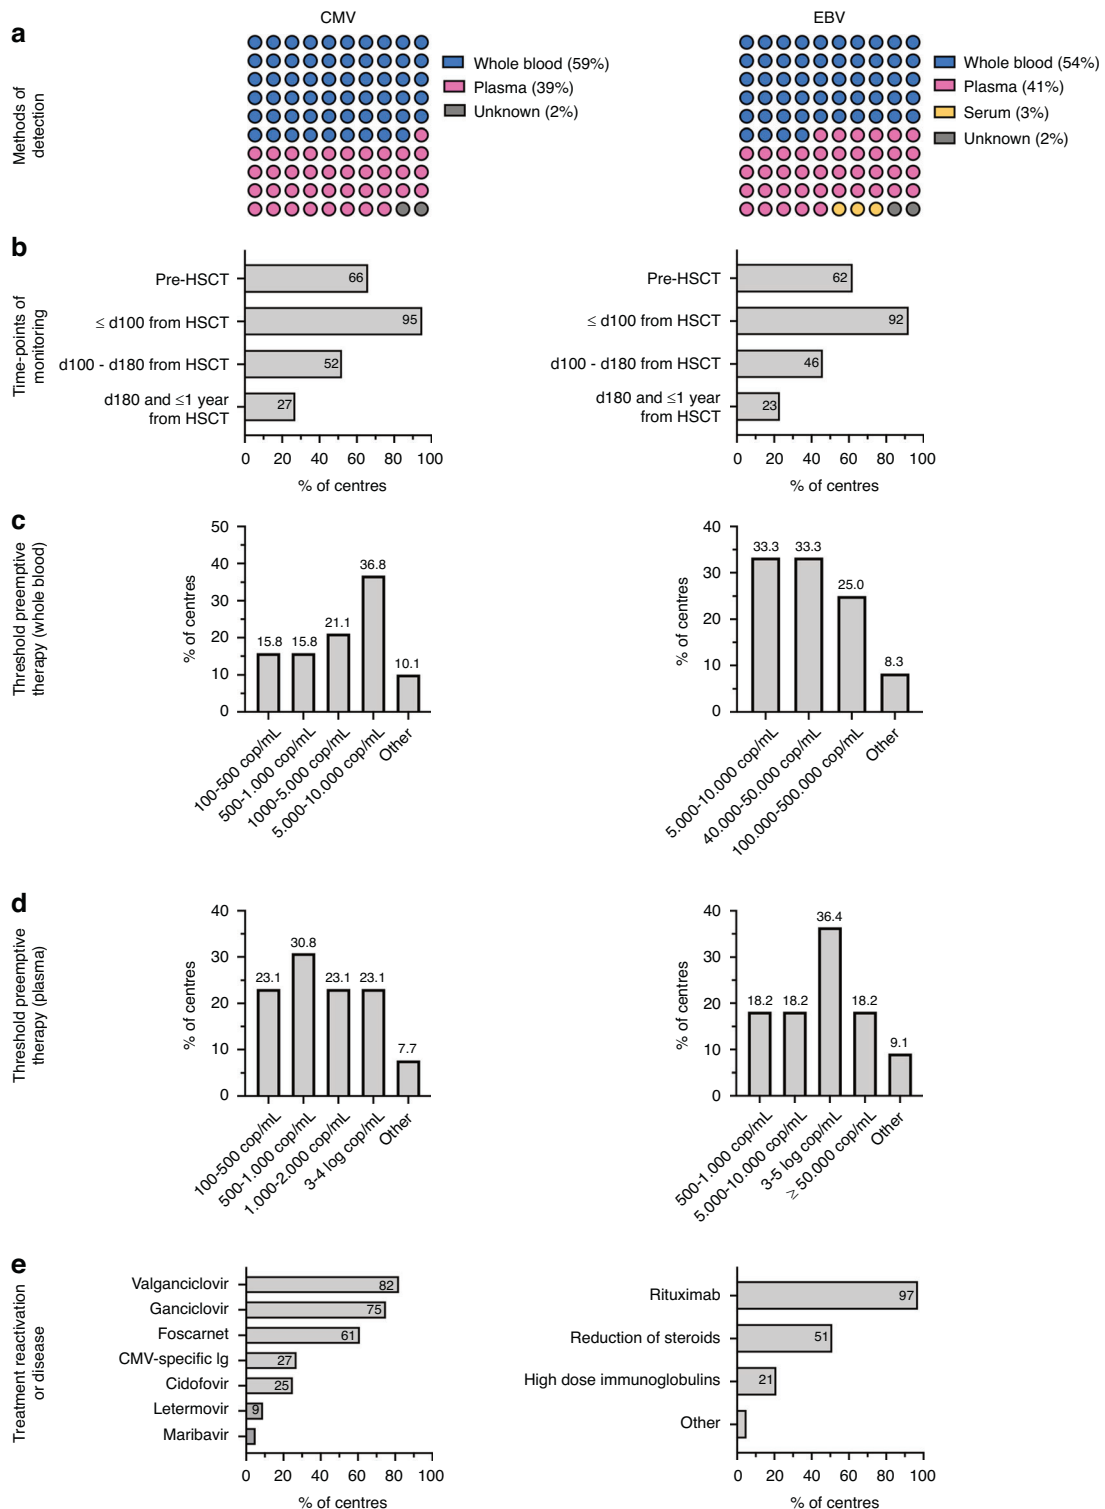 CMV
EBV
a
Methods of
detection
Whole blood (59%)
Plasma (39%)
Unknown (2%)
Whole blood (54%)
Plasma (41%)
Serum (3%)
Unknown (2%)
b
Time-points of
monitoring
Pre-HSCT
66
≤ d100 from HSCT
95
d100 - d180 from HSCT
52
d180 and ≤1 year
from HSCT
27
0 20 40 60 80 100
% of centres
Pre-HSCT
62
≤ d100 from HSCT
92
d100 - d180 from HSCT
46
d180 and ≤1 year
from HSCT
23
0 20 40 60 80 100
% of centres
c
Threshold preemptive
therapy (whole blood)
% of centres
50
40
30
20
10
0
15.8
15.8
21.1
36.8
10.1
100-500 cop/mL
500-1.000 cop/mL
1000-5.000 cop/mL
5.000-10.000 cop/mL
Other
% of centres
40
30
20
10
0
33.3
33.3
25.0
8.3
5.000-10.000 cop/mL
40.000-50.000 cop/mL
100.000-500.000 cop/mL
Other
d
Threshold preemptive
therapy (plasma)
% of centres
40
30
20
10
0
23.1
30.8
23.1
23.1
7.7
100-500 cop/mL
500-1.000 cop/mL
1.000-2.000 cop/mL
3-4 log cop/mL
Other
% of centres
40
30
20
10
0
18.2
18.2
36.4
18.2
9.1
500-1.000 cop/mL
5.000-10.000 cop/mL
3-5 log cop/mL
≥ 50.000 cop/mL
Other
e
Treatment reactivation
or disease
Valganciclovir
82
Ganciclovir
75
Foscarnet
61
CMV-specific Ig
27
Cidofovir
25
Letermovir
9
Maribavir
0 20 40 60 80 100
% of centres
Rituximab
97
Reduction of steroids
51
High dose immunoglobulins
21
Other
0 20 40 60 80 100
% of centres